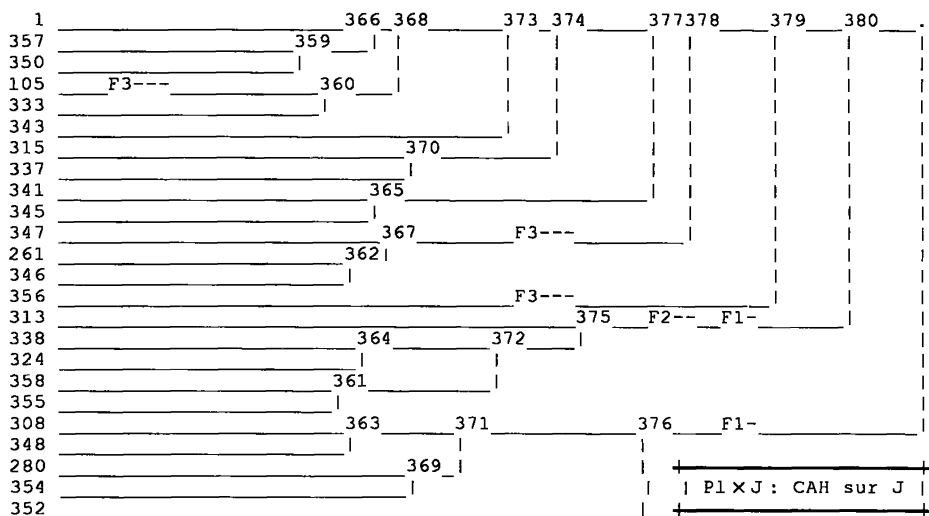 1 366 368 373 374 377 378 379 380
357 359
350
105 F3--- 360
333
343
315 370
337
341 365
345
347 367 F3---
261 362
346
356 F3---
313 375 F2-- F1-
338 364 372
324
358 361
355
308 363 371 376 F1-
348
280 369
354 Pl×J : CAH sur J
352